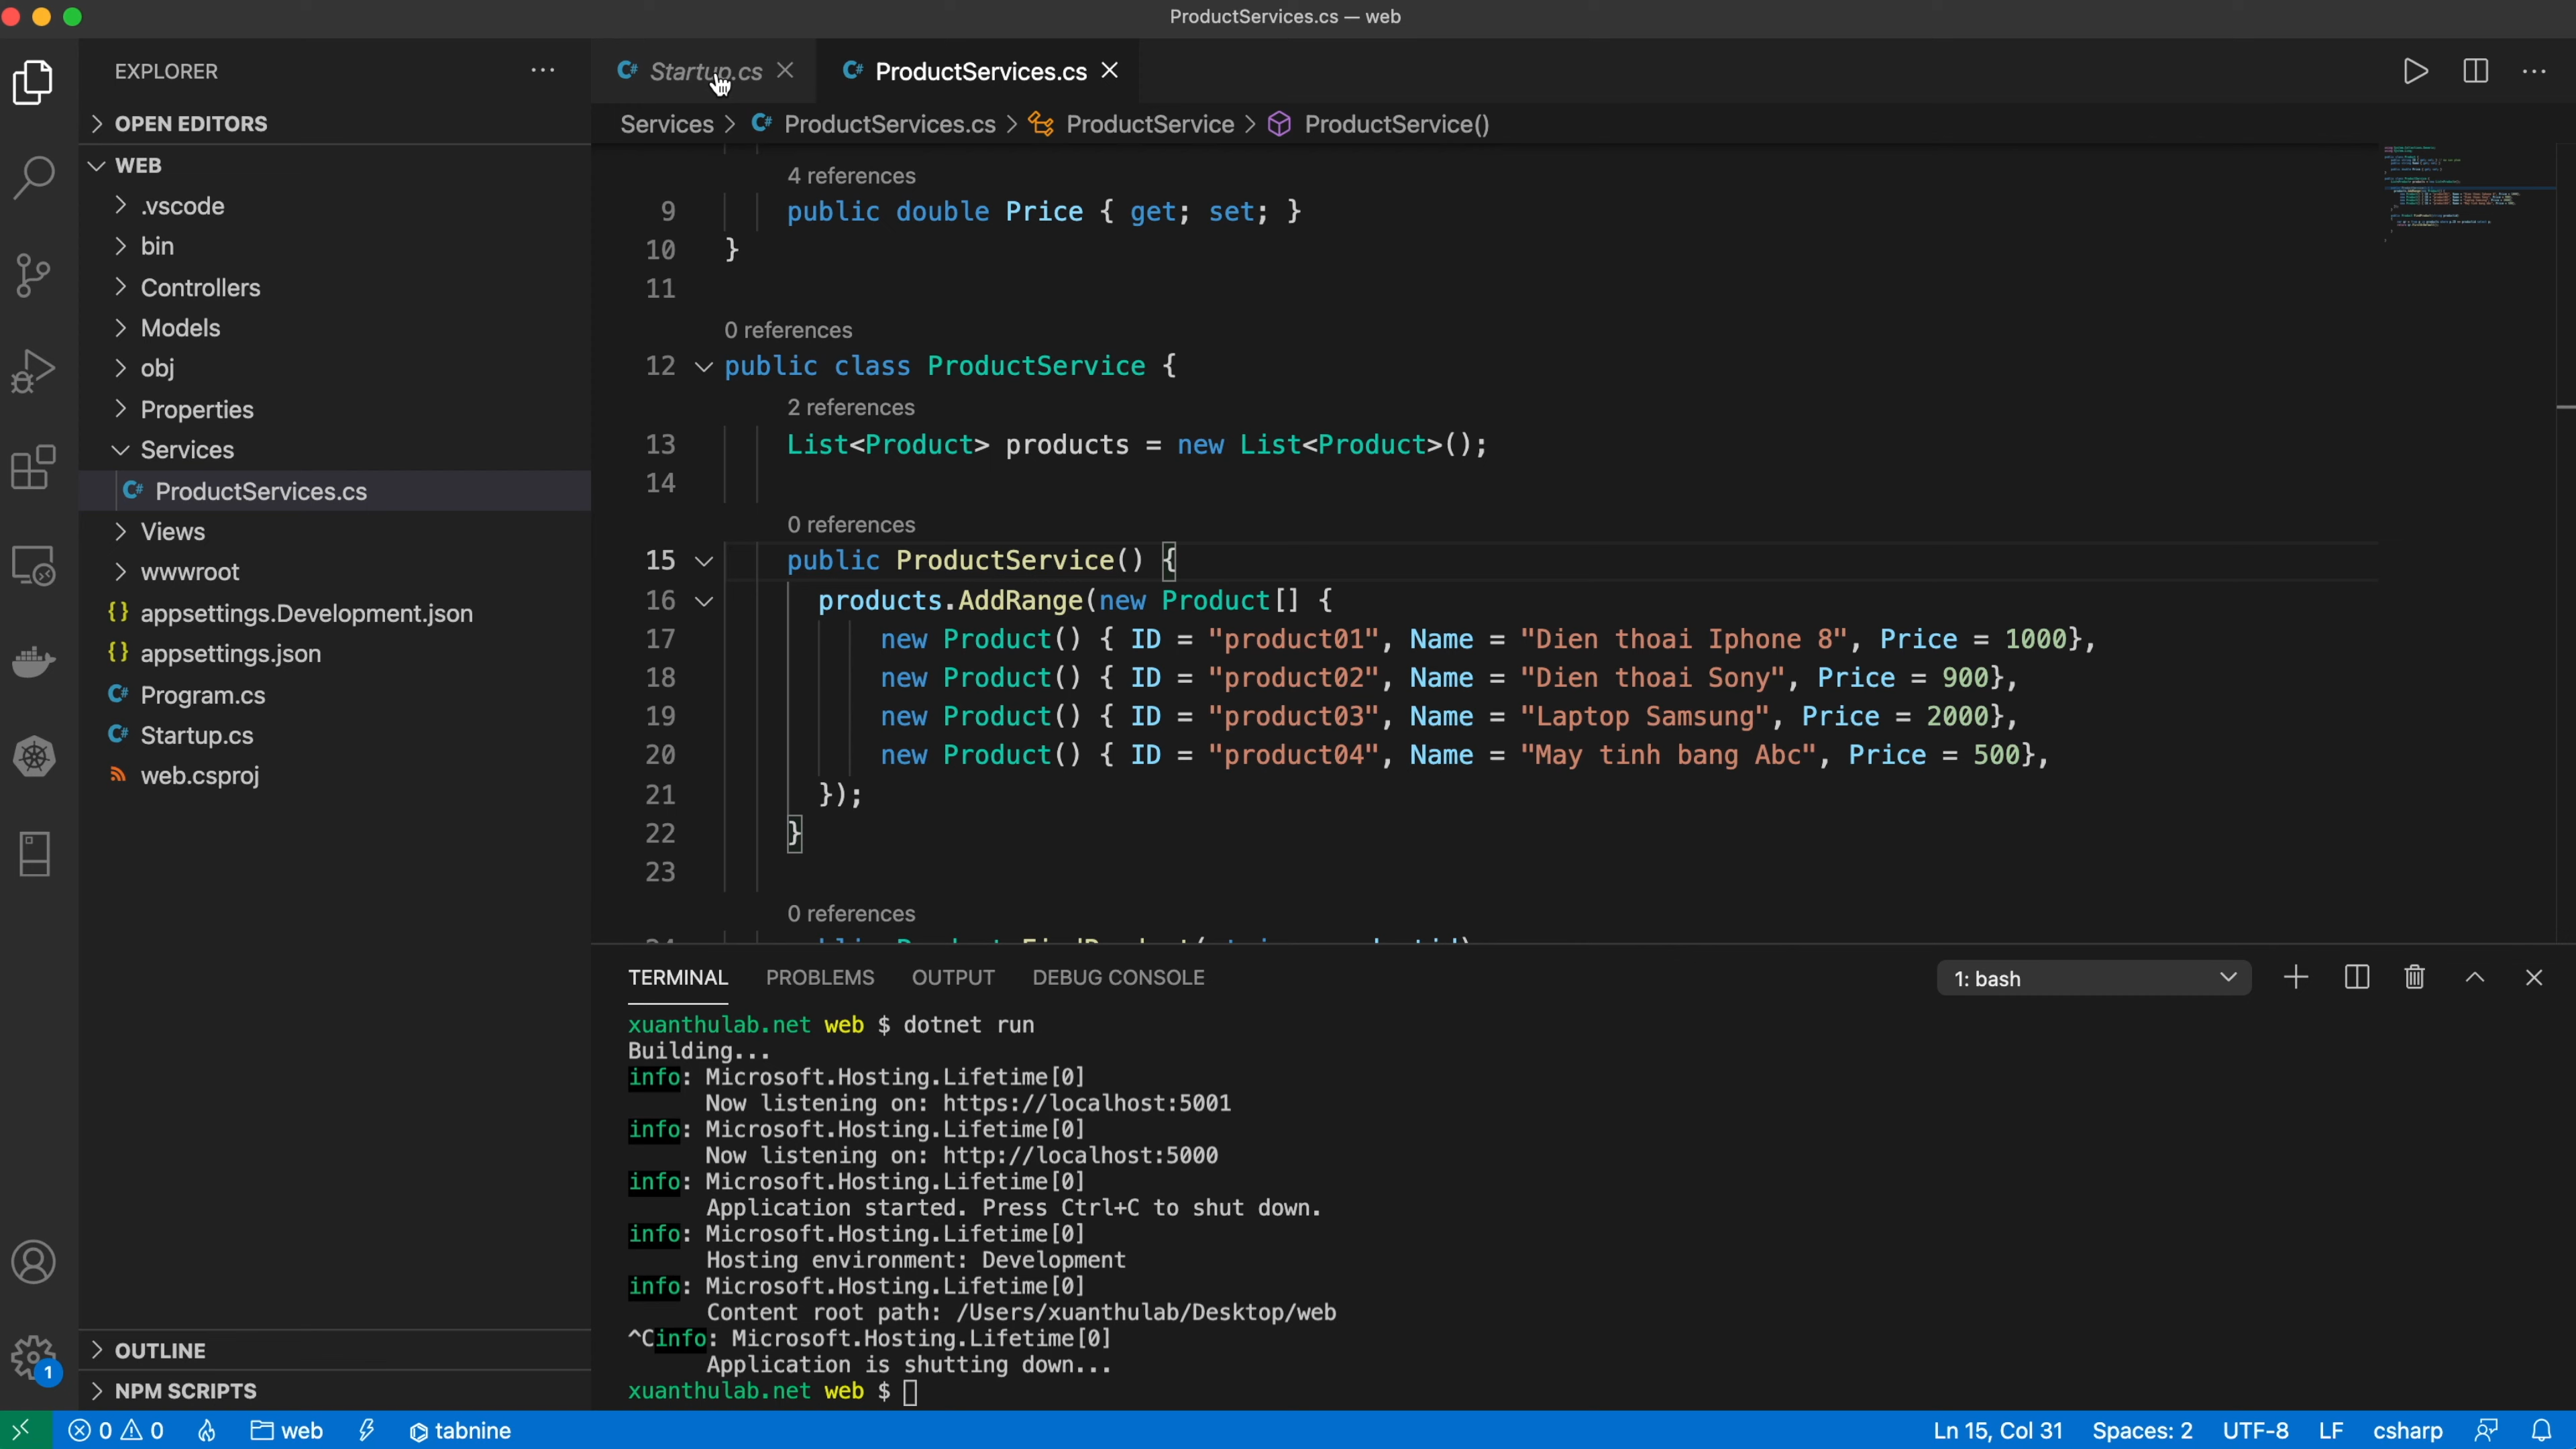 ProductServices.cs — web
EXPLORER
OPEN EDITORS
WEB
.vscode
bin
Controllers
Models
obj
Properties
Services
C# ProductServices.cs
Views
wwwroot
{} appsettings.Development.json
{} appsettings.json
C# Program.cs
C# Startup.cs
web.csproj
OUTLINE
NPM SCRIPTS
C# Startup.cs
C# ProductServices.cs
Services > C# ProductServices.cs > ProductService > ProductService()
4 references
9 public double Price { get; set; }
10 }
11
0 references
12 public class ProductService {
2 references
13 List<Product> products = new List<Product>();
14
0 references
15 public ProductService() {
16 products.AddRange(new Product[] {
17 new Product() { ID = "product01", Name = "Dien thoai Iphone 8", Price = 1000},
18 new Product() { ID = "product02", Name = "Dien thoai Sony", Price = 900},
19 new Product() { ID = "product03", Name = "Laptop Samsung", Price = 2000},
20 new Product() { ID = "product04", Name = "May tinh bang Abc", Price = 500},
21 });
22 }
23
0 references
TERMINAL PROBLEMS OUTPUT DEBUG CONSOLE
1: bash
xuanthulab.net web $ dotnet run
Building...
info: Microsoft.Hosting.Lifetime[0]
Now listening on: https://localhost:5001
info: Microsoft.Hosting.Lifetime[0]
Now listening on: http://localhost:5000
info: Microsoft.Hosting.Lifetime[0]
Application started. Press Ctrl+C to shut down.
info: Microsoft.Hosting.Lifetime[0]
Hosting environment: Development
info: Microsoft.Hosting.Lifetime[0]
Content root path: /Users/xuanthulab/Desktop/web
^Cinfo: Microsoft.Hosting.Lifetime[0]
Application is shutting down...
xuanthulab.net web $
1
0 0 web tabnine
Ln 15, Col 31 Spaces: 2 UTF-8 LF csharp